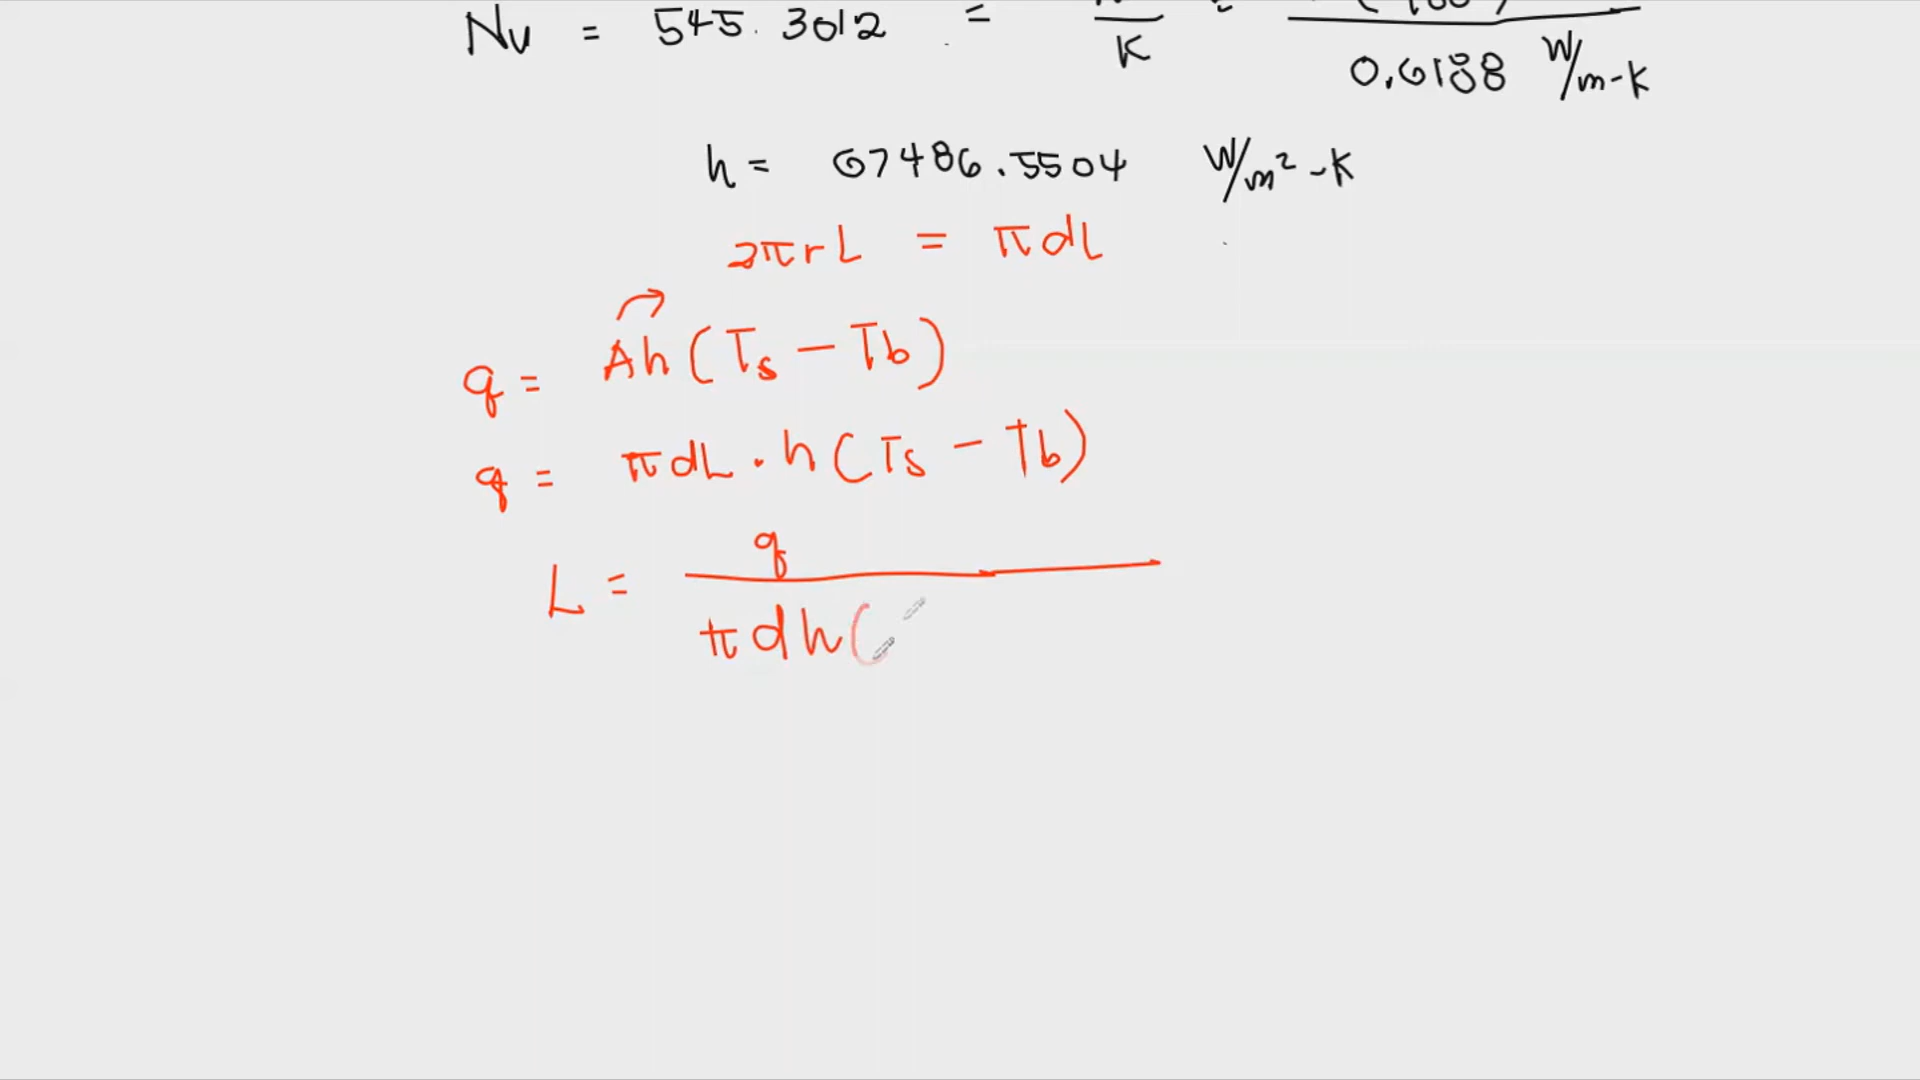 Nu = 545.3012 = /K =
0.6188 W/m-K
h = 67486.5504 W/m²-K
2πrL = πdL
q = Ah(Ts - Tb)
q = πdL · h(Ts - Tb)
L = q
πdh(